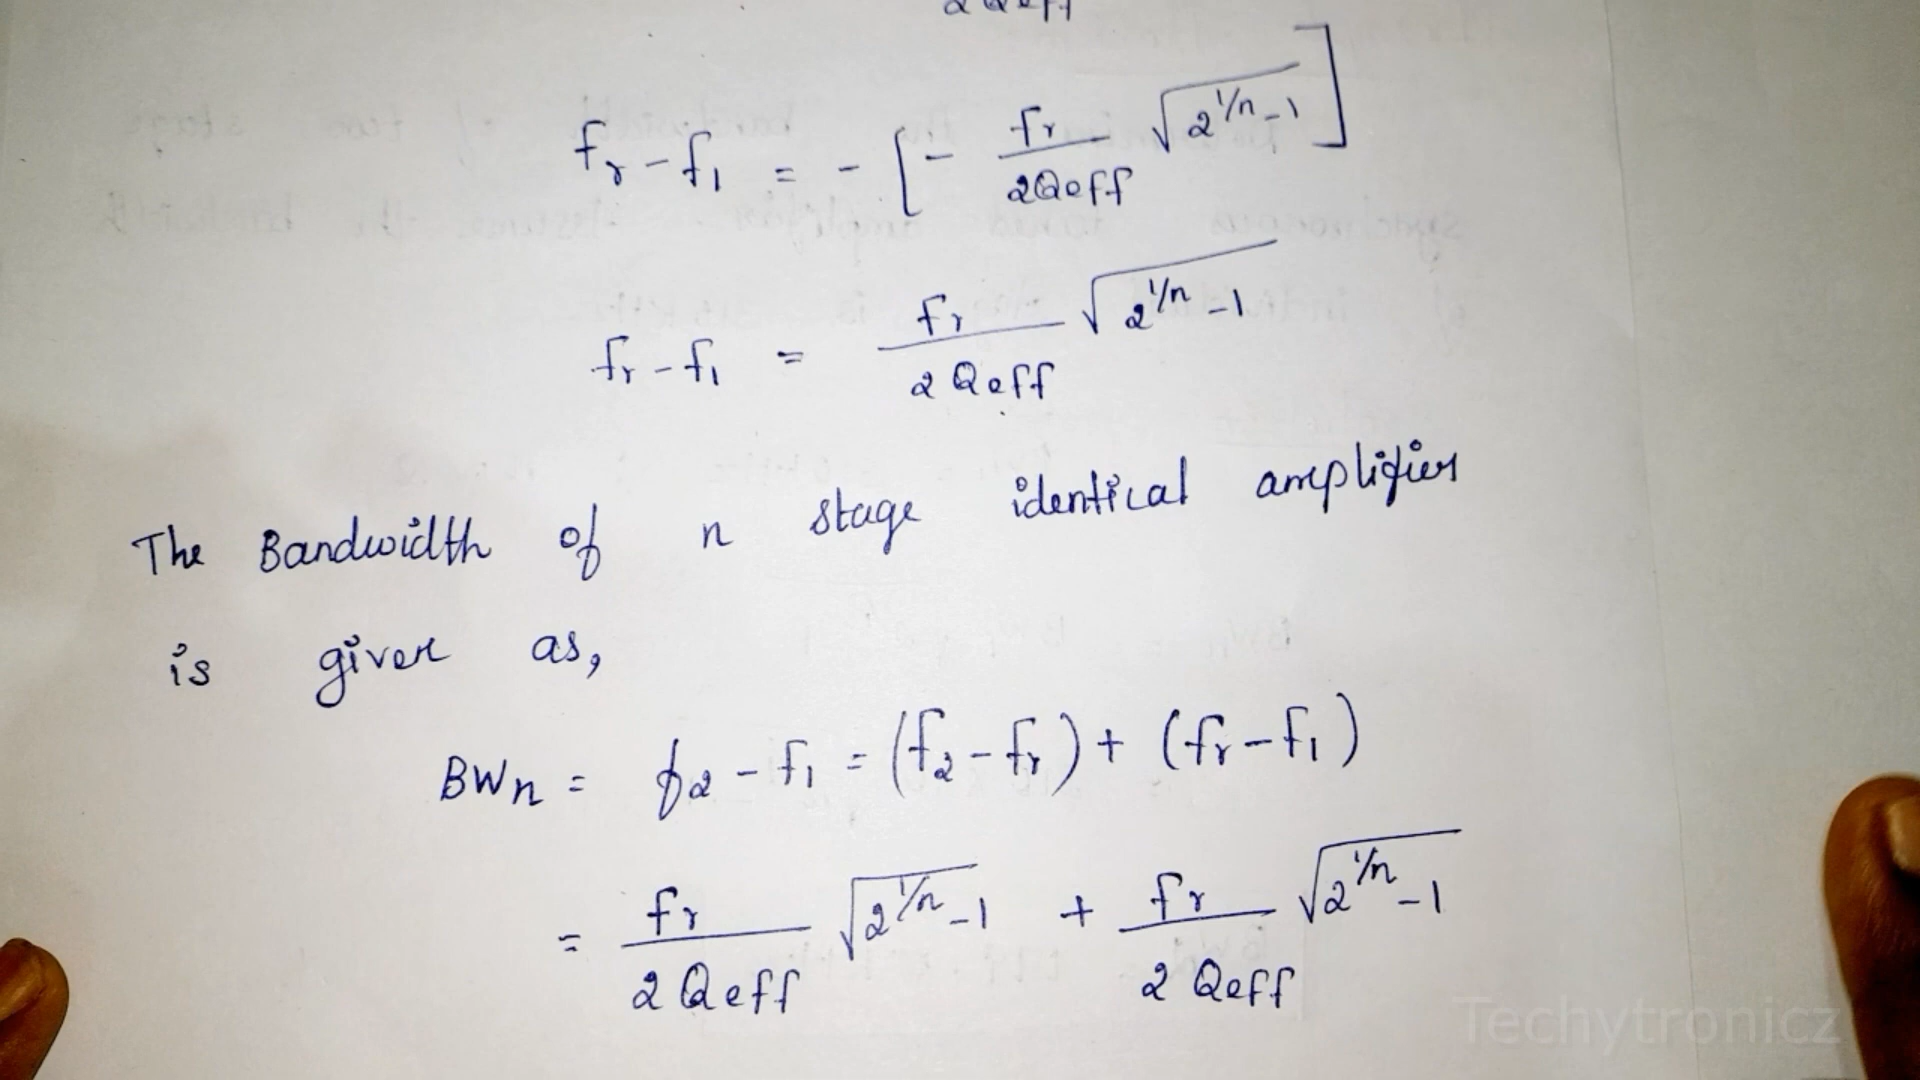 2Qeff
fr - f1 = - [ - fr/2Qeff √(2^1/n - 1) ]
fr - f1 = fr/2Qeff √(2^1/n - 1)
The Bandwidth of n stage identical amplifier
is given as,
BWn = f2 - f1 = (f2 - fr) + (fr - f1)
= fr/2Qeff √(2^1/n - 1) + fr/2Qeff √(2^1/n - 1)
Techytronicz